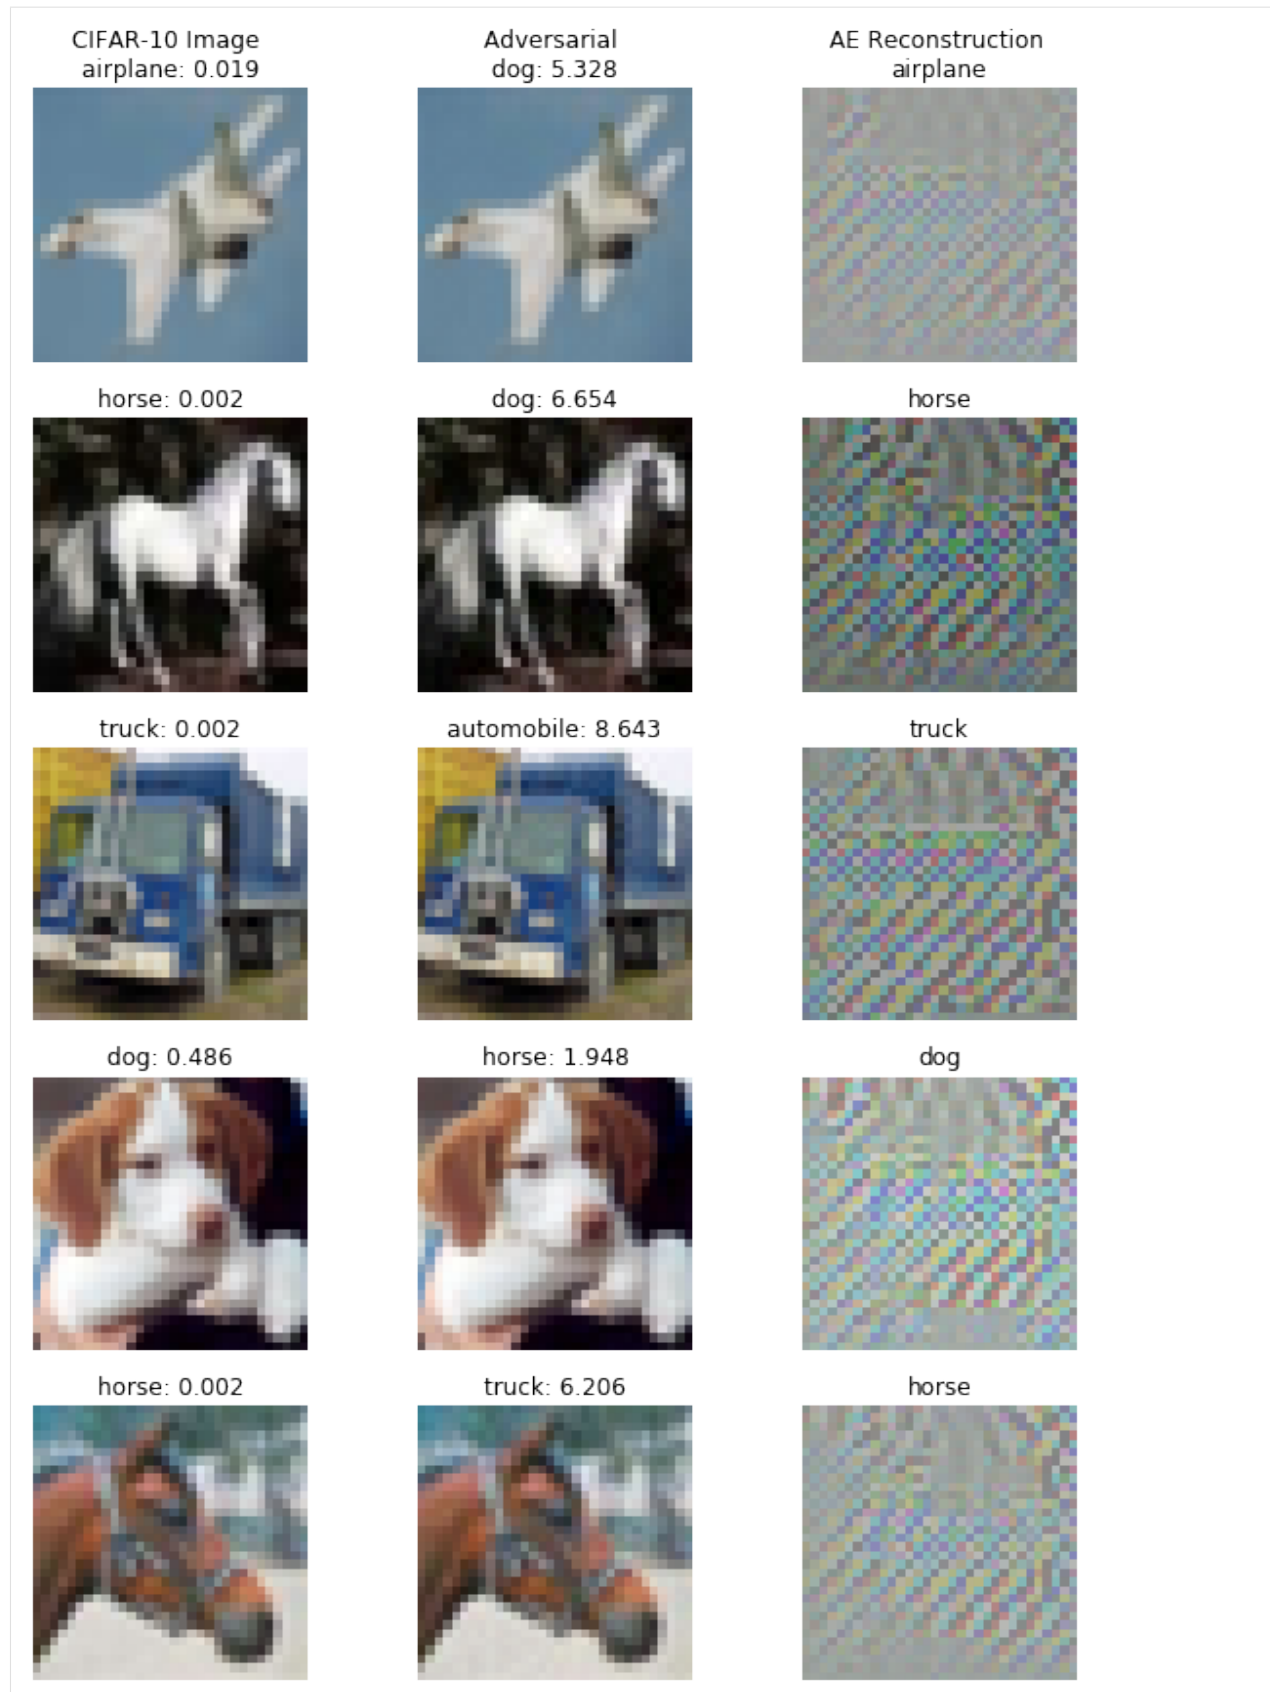 CIFAR-10 Image
airplane: 0.019
Adversarial
dog: 5.328
AE Reconstruction
airplane
horse: 0.002
dog: 6.654
horse
truck: 0.002
automobile: 8.643
truck
dog: 0.486
horse: 1.948
dog
horse: 0.002
truck: 6.206
horse